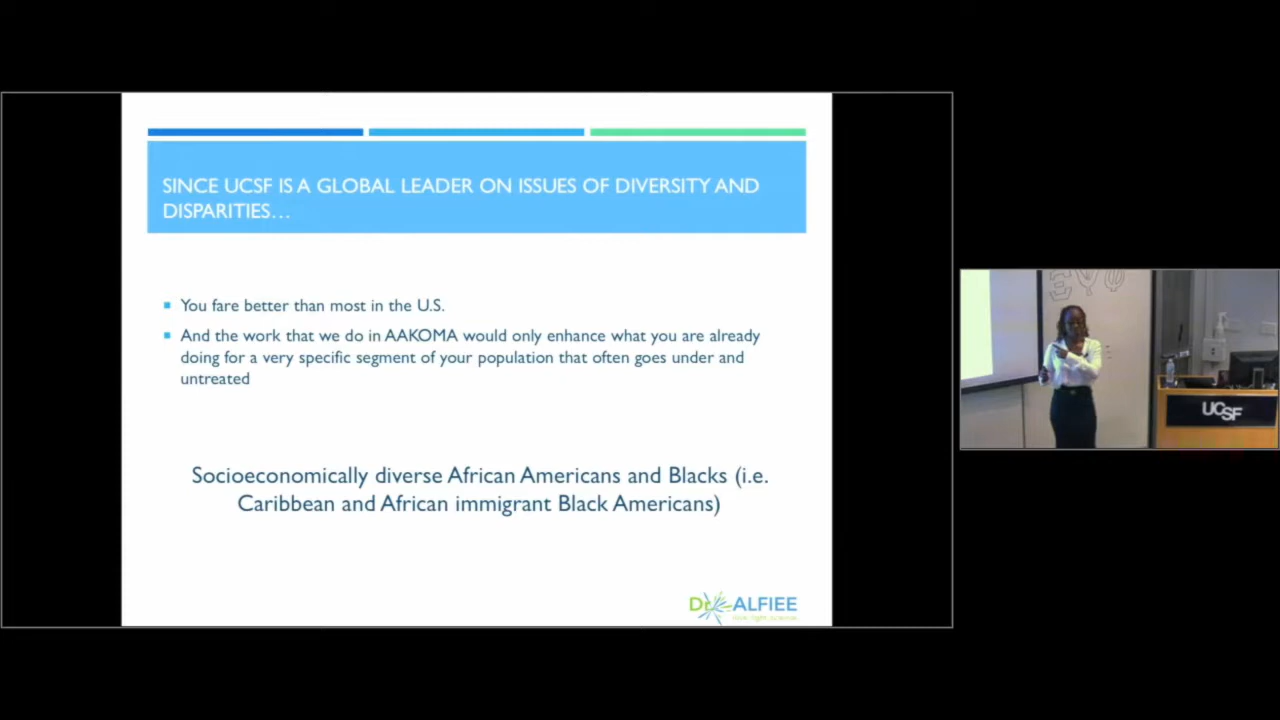 SINCE UCSF IS A GLOBAL LEADER ON ISSUES OF DIVERSITY AND
DISPARITIES…
You fare better than most in the U.S.
And the work that we do in AAKOMA would only enhance what you are already
doing for a very specific segment of your population that often goes under and
untreated
Socioeconomically diverse African Americans and Blacks (i.e.
Caribbean and African immigrant Black Americans)
Dr ALFIEE
UCSF